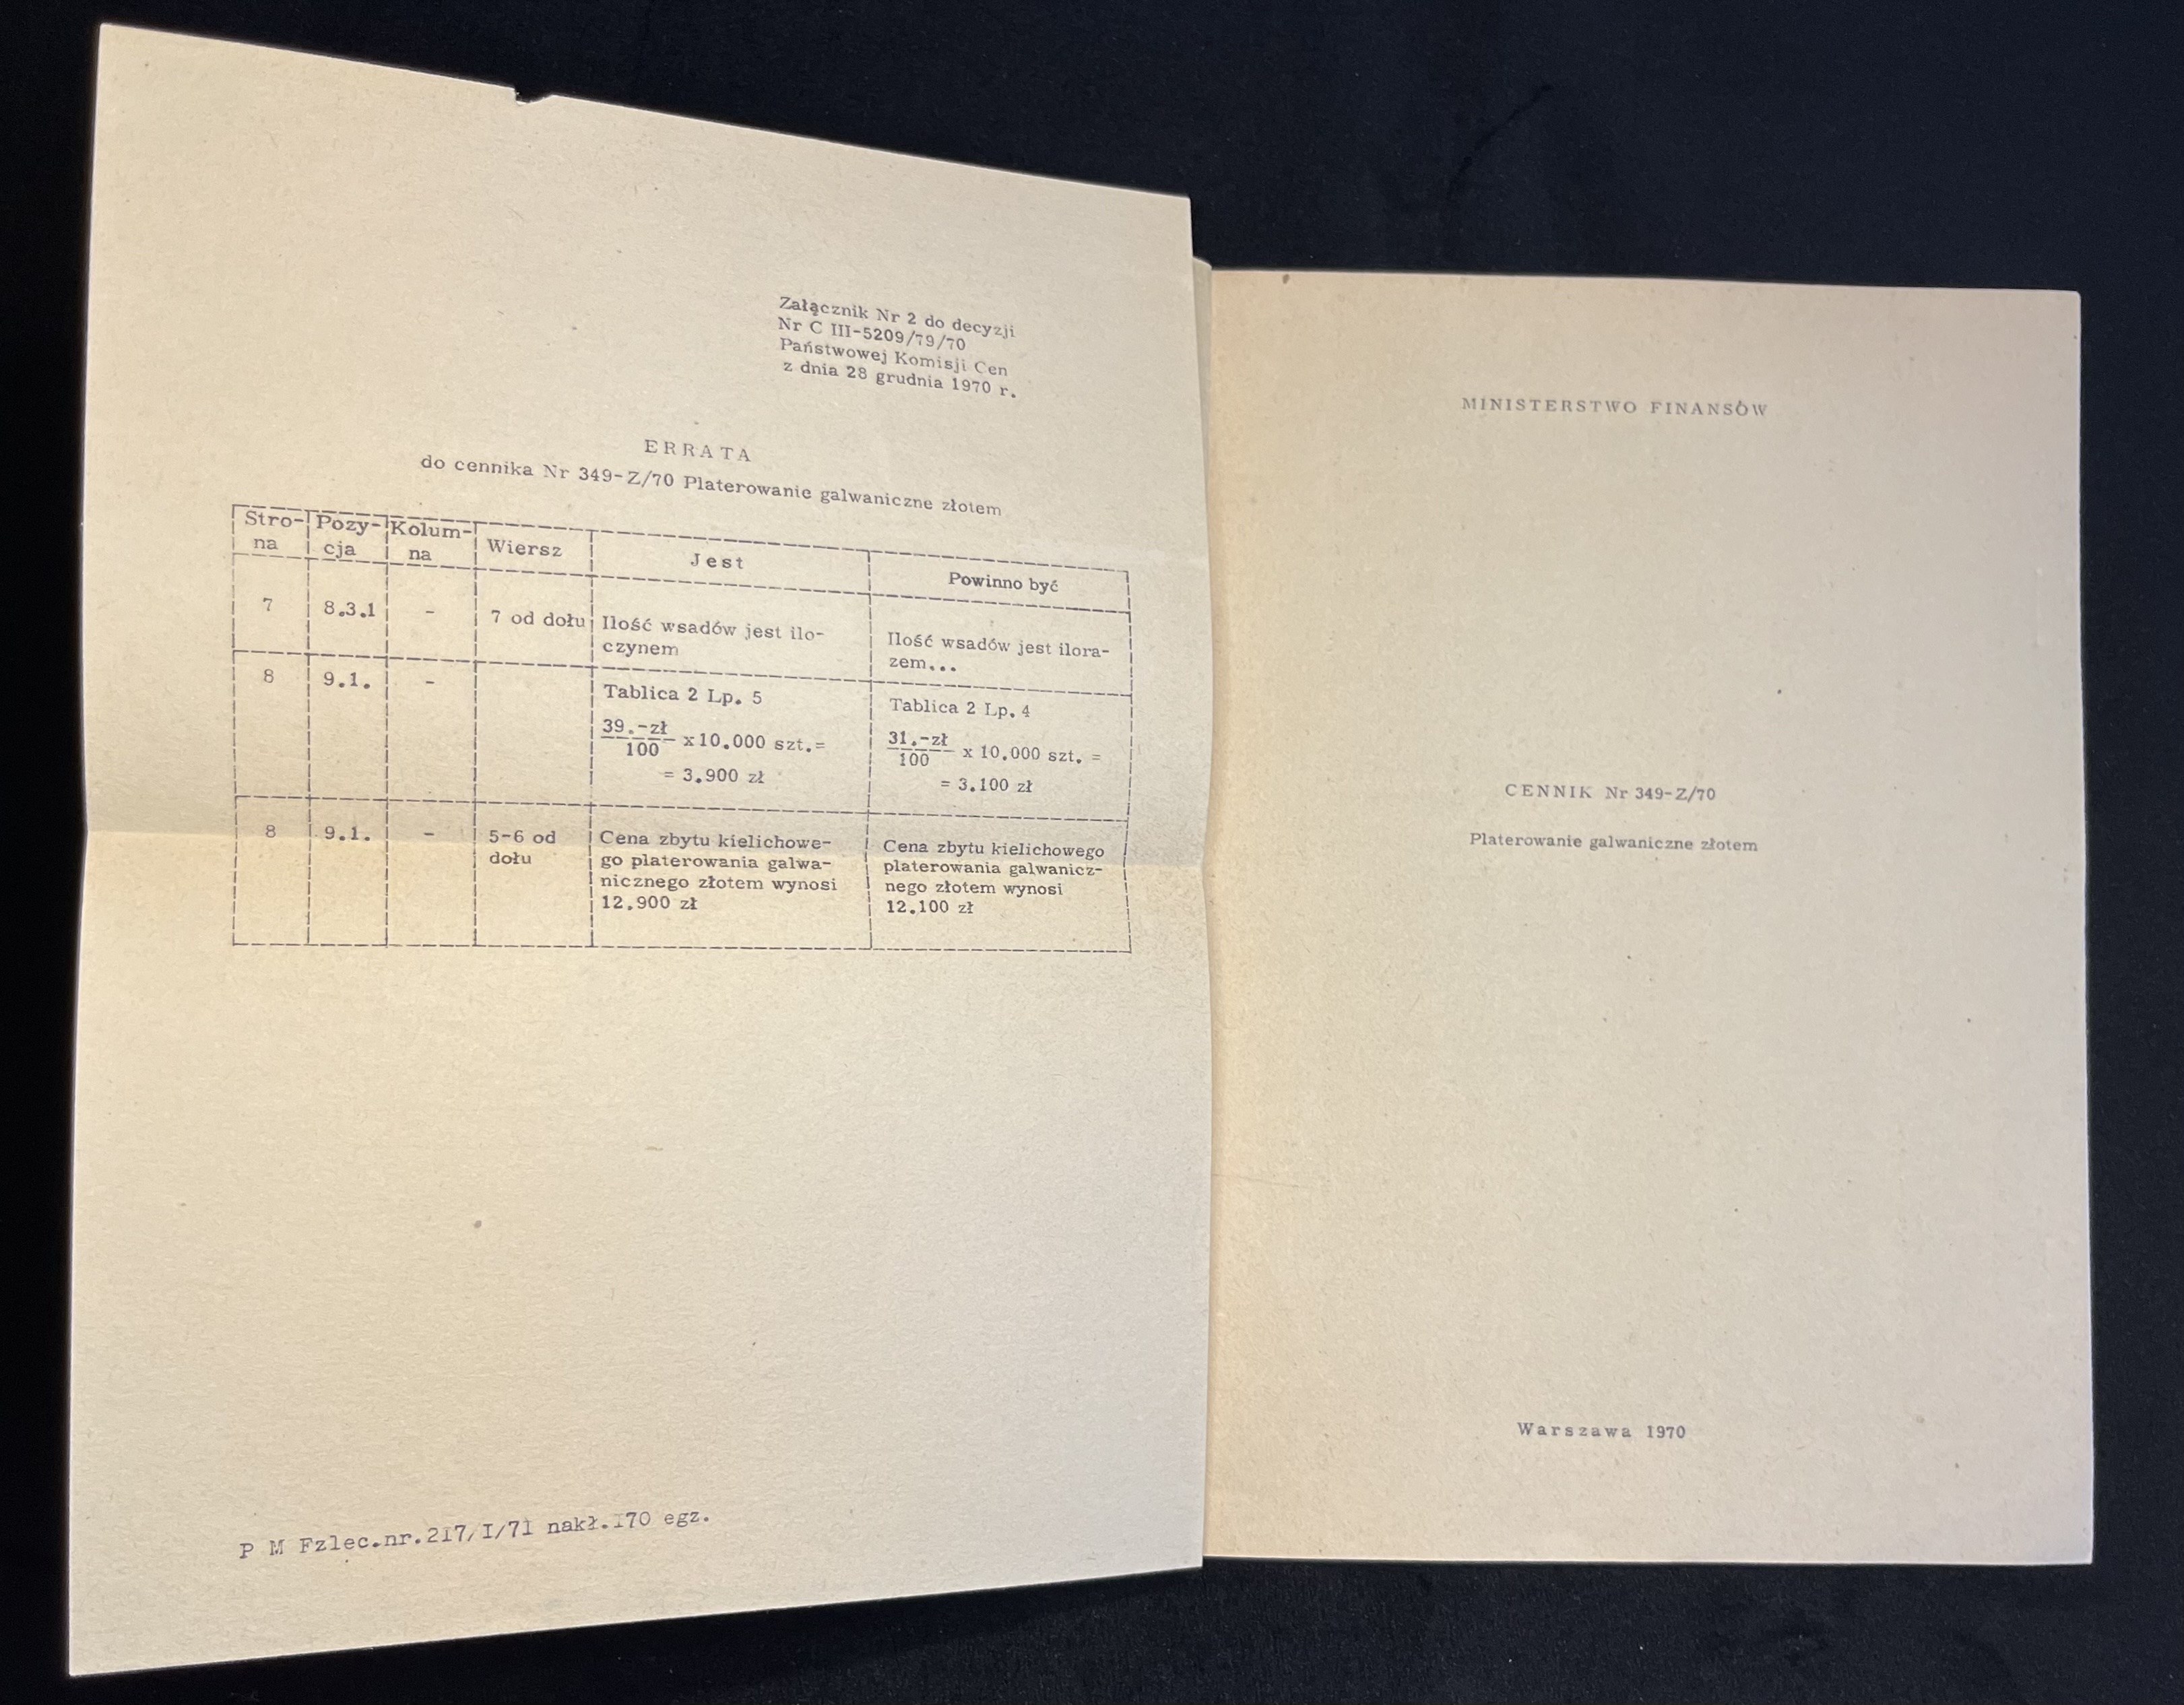 Załącznik Nr 2 do decyzji
Nr C III-5209/79/70
Państwowej Komisji Cen
z dnia 28 grudnia 1970 r.
ERRATA
do cennika Nr 349-Z/70 Platerowanie galwaniczne złotem
Stro-
na
Pozy-
cja
Kolum-
na
Wiersz
Jest
Powinno być
7
8.3.1
-
7 od dołu
Ilość wsadów jest ilo-
czynem
Ilość wsadów jest ilora-
zem...
8
9.1.
-
Tablica 2 Lp. 5
39.-zł
100
x10.000 szt.=
= 3.900 zł
Tablica 2 Lp. 4
31.-zł
100
x 10.000 szt. =
= 3.100 zł
8
9.1.
-
5-6 od
dołu
Cena zbytu kielichowe-
go platerowania galwa-
nicznego złotem wynosi
12.900 zł
Cena zbytu kielichowego
platerowania galwanicz-
nego złotem wynosi
12.100 zł
P M Fzlec.nr.217/I/71 nakł.170 egz.
MINISTERSTWO FINANSÓW
CENNIK Nr 349-Z/70
Platerowanie galwaniczne złotem
Warszawa 1970